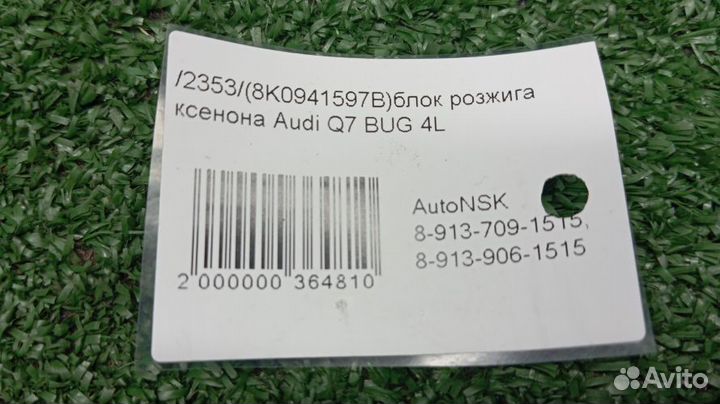 /2353/(8K0941597B)блок розжига
ксенона Audi Q7 BUG 4L
AutoNSK
8-913-709-1515,
8-913-906-1515
2 000000 364810
Avito